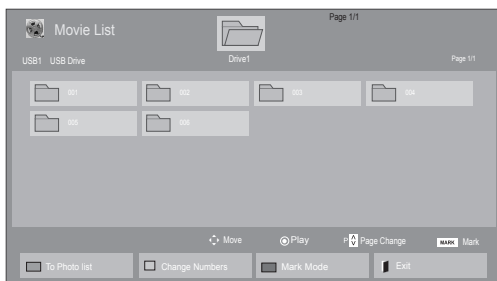 Page 1/1
Movie List
Drive1
USB1 USB Drive
Page 1/1
001 002 003 004
005 006
Move Play P Page Change MARK Mark
To Photo list Change Numbers Mark Mode Exit